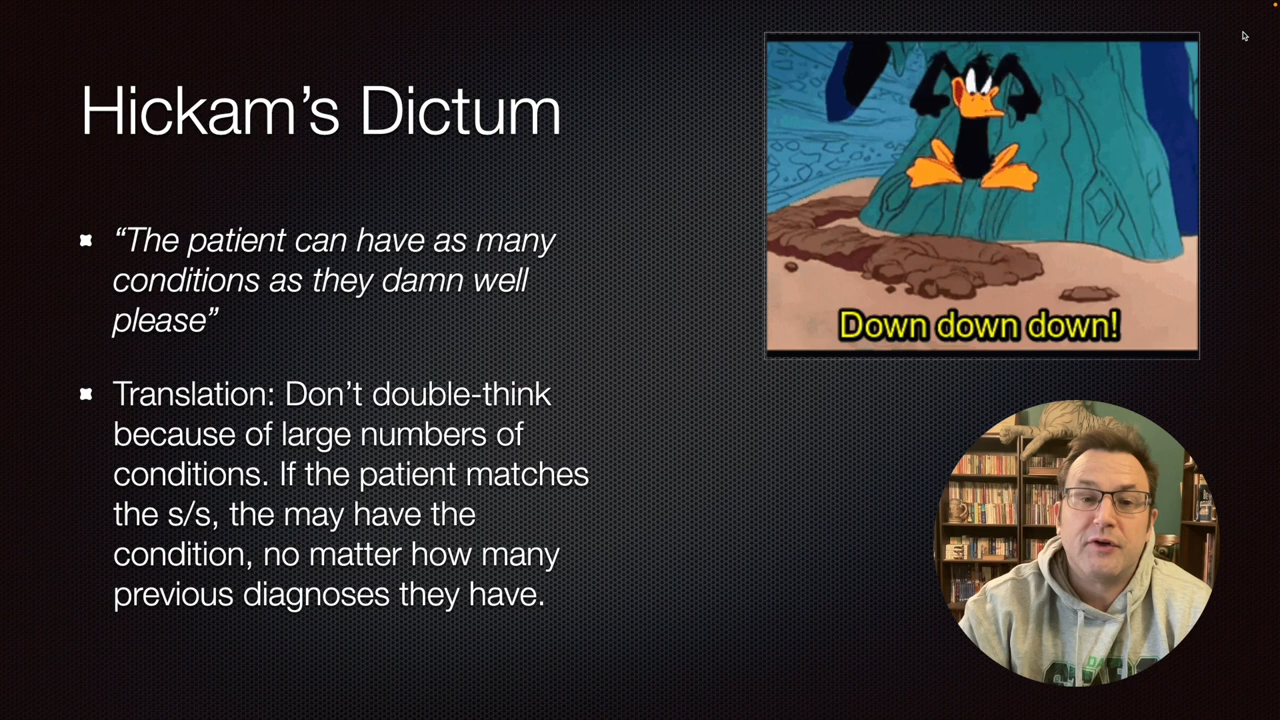 Hickam’s Dictum
“The patient can have as many
conditions as they damn well
please”
Translation: Don’t double-think
because of large numbers of
conditions. If the patient matches
the s/s, the may have the
condition, no matter how many
previous diagnoses they have.
Down down down!